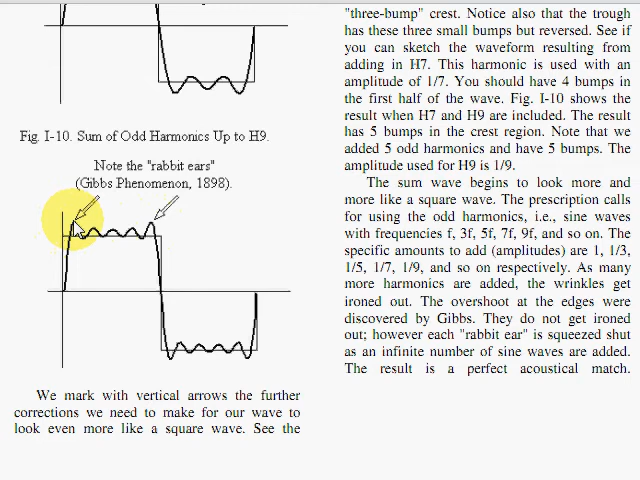 Fig. I-10. Sum of Odd Harmonics Up to H9.
Note the "rabbit ears"
(Gibbs Phenomenon, 1898).
We mark with vertical arrows the further
corrections we need to make for our wave to
look even more like a square wave. See the
"three-bump" crest. Notice also that the trough
has these three small bumps but reversed. See if
you can sketch the waveform resulting from
adding in H7. This harmonic is used with an
amplitude of 1/7. You should have 4 bumps in
the first half of the wave. Fig. I-10 shows the
result when H7 and H9 are included. The result
has 5 bumps in the crest region. Note that we
added 5 odd harmonics and have 5 bumps. The
amplitude used for H9 is 1/9.
The sum wave begins to look more and
more like a square wave. The prescription calls
for using the odd harmonics, i.e., sine waves
with frequencies f, 3f, 5f, 7f, 9f, and so on. The
specific amounts to add (amplitudes) are 1, 1/3,
1/5, 1/7, 1/9, and so on respectively. As many
more harmonics are added, the wrinkles get
ironed out. The overshoot at the edges were
discovered by Gibbs. They do not get ironed
out; however each "rabbit ear" is squeezed shut
as an infinite number of sine waves are added.
The result is a perfect acoustical match.